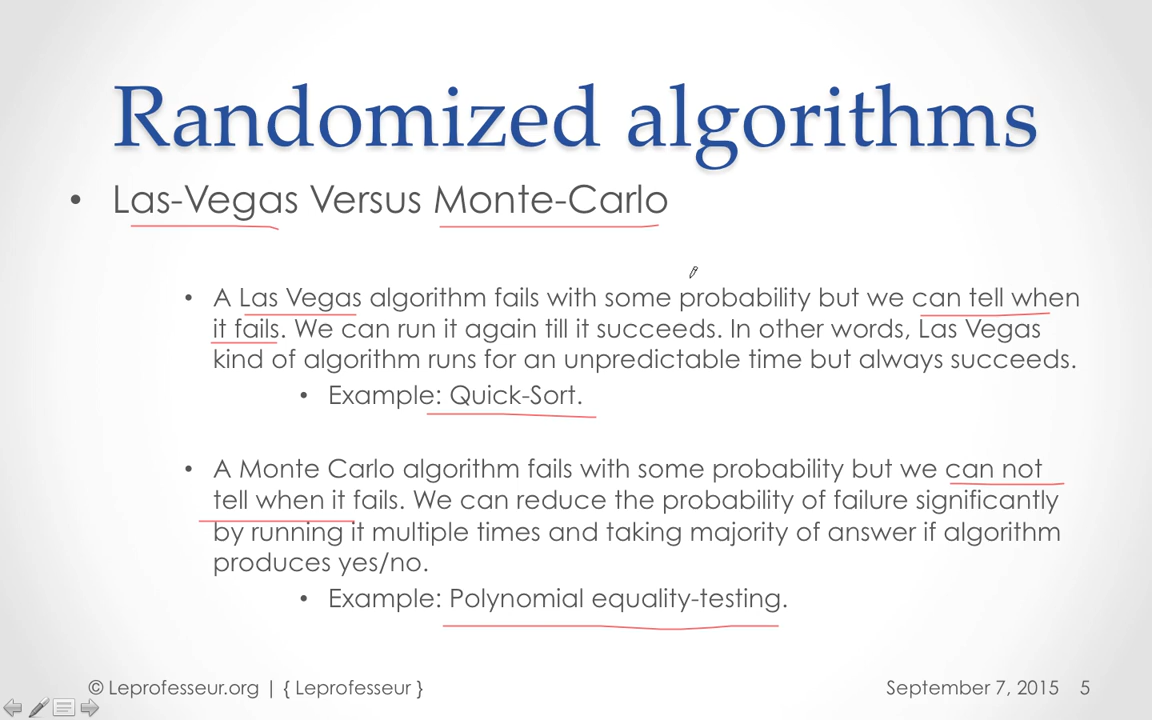 Randomized algorithms
• Las-Vegas Versus Monte-Carlo
• A Las Vegas algorithm fails with some probability but we can tell when
it fails. We can run it again till it succeeds. In other words, Las Vegas
kind of algorithm runs for an unpredictable time but always succeeds.
• Example: Quick-Sort.
• A Monte Carlo algorithm fails with some probability but we can not
tell when it fails. We can reduce the probability of failure significantly
by running it multiple times and taking majority of answer if algorithm
produces yes/no.
• Example: Polynomial equality-testing.
© Leprofesseur.org | { Leprofesseur } September 7, 2015 5